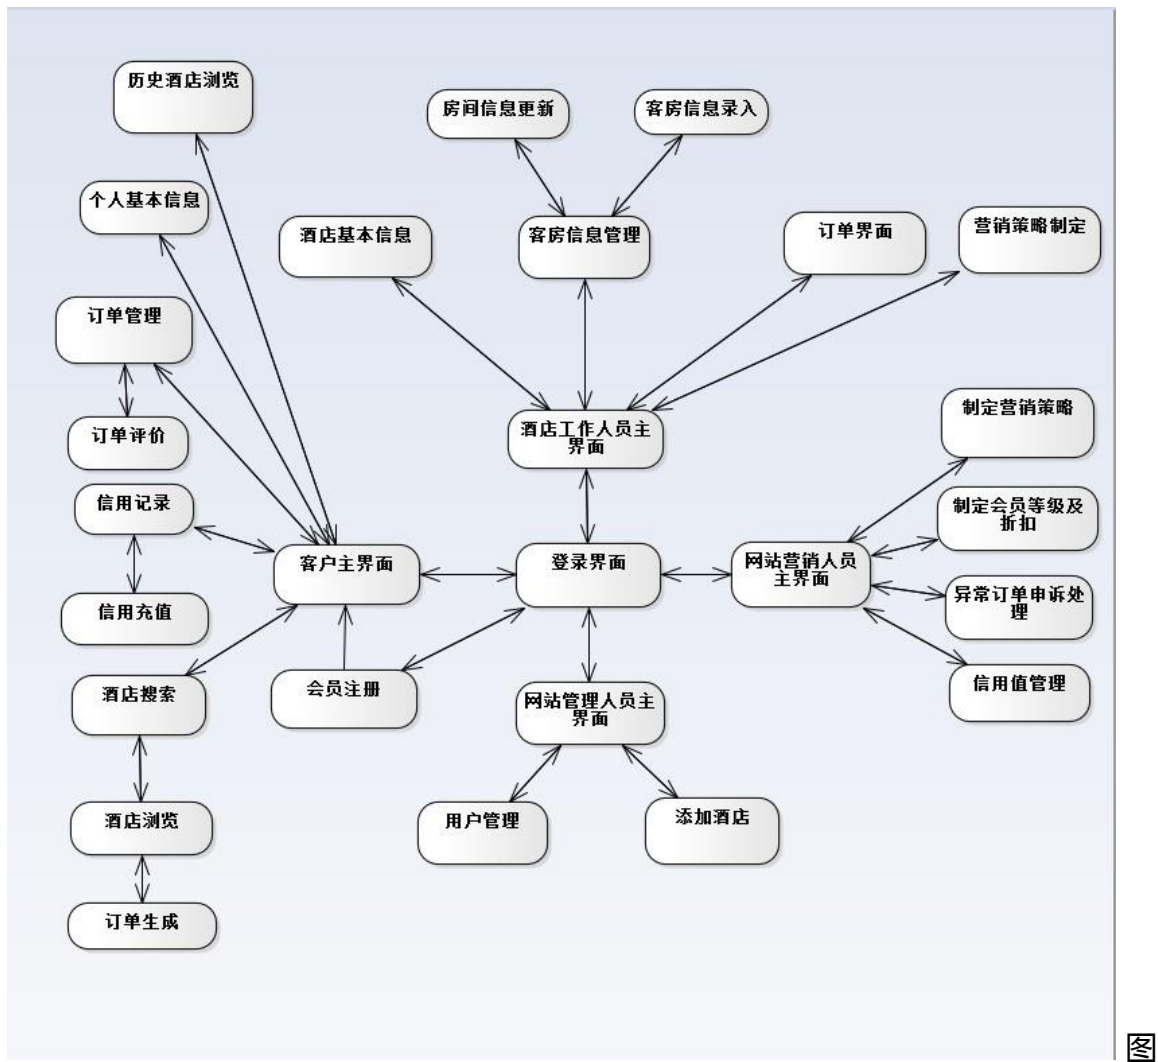 历史酒店浏览
房间信息更新
客房信息录入
个人基本信息
酒店基本信息
客房信息管理
订单界面
营销策略制定
订单管理
订单评价
酒店工作人员主
界面
制定营销策略
信用记录
制定会员等级及
折扣
客户主界面
登录界面
网站营销人员
主界面
信用充值
异常订单申诉处
理
酒店搜索
会员注册
网站管理人员主
界面
信用值管理
酒店浏览
用户管理
添加酒店
订单生成
图